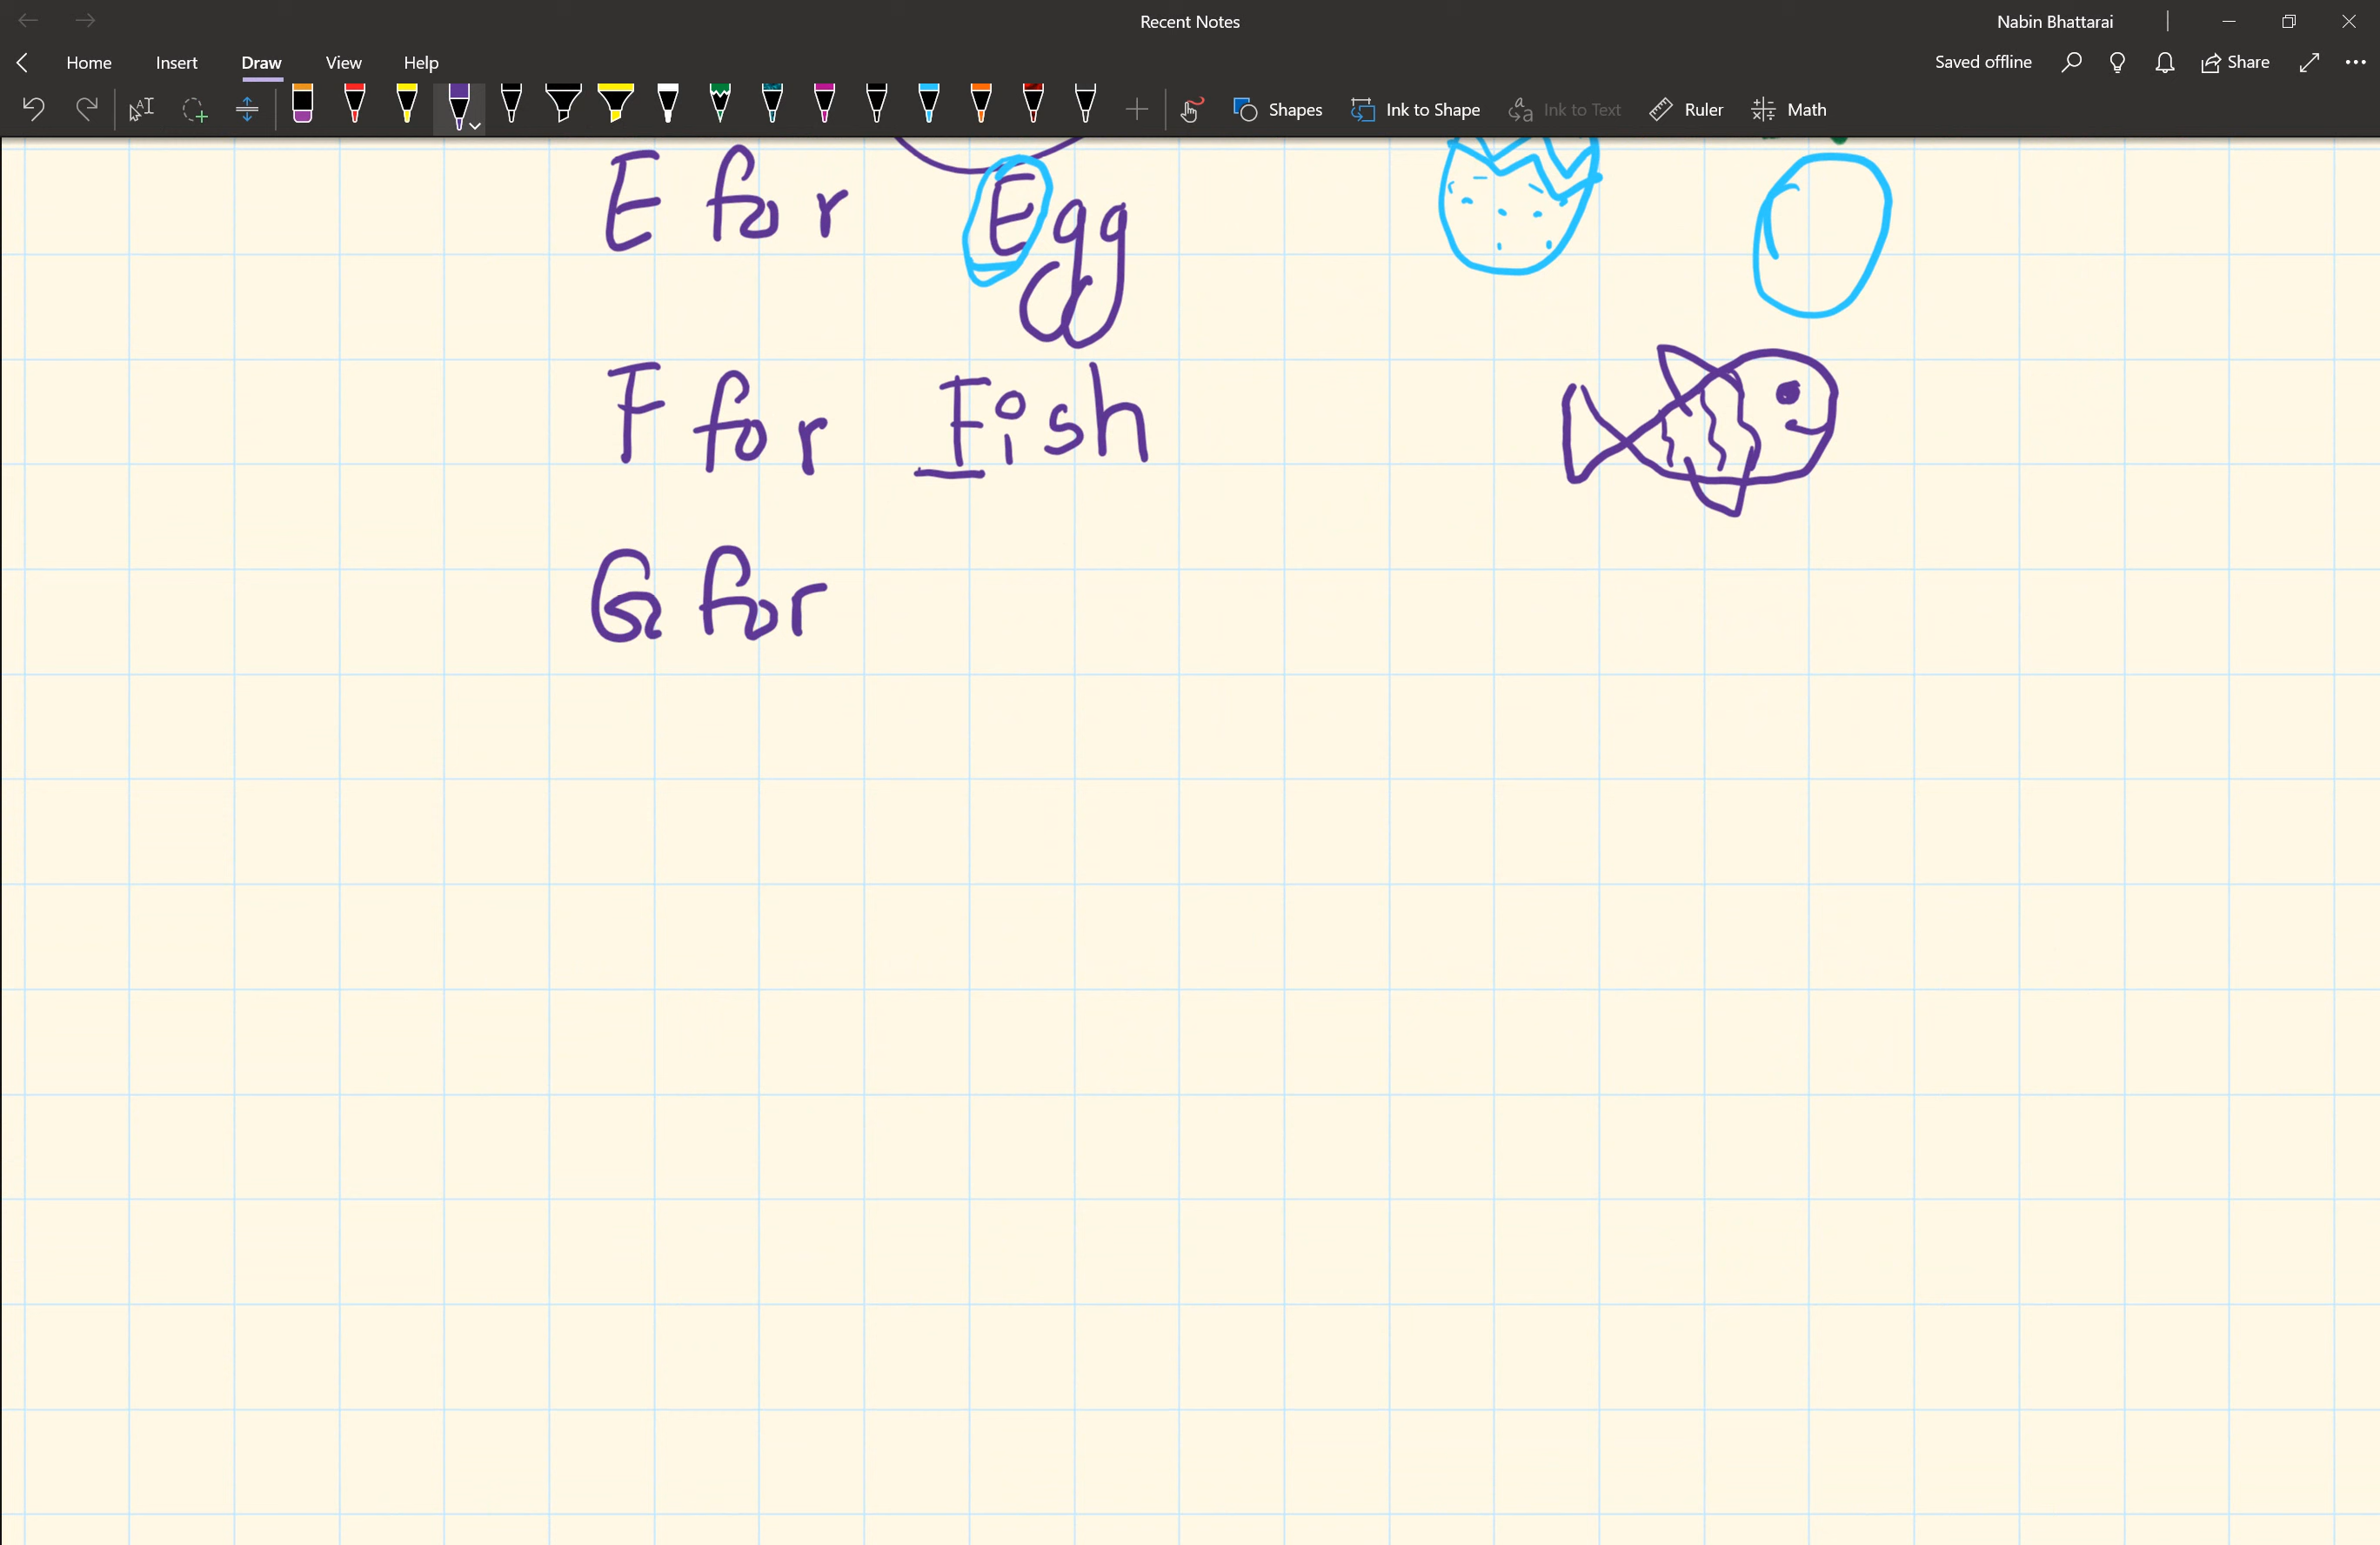 Recent Notes
Nabin Bhattarai
Home Insert Draw View Help
Saved offline
Share
Shapes Ink to Shape Ink to Text Ruler Math
E for Egg
F for Fish
G for